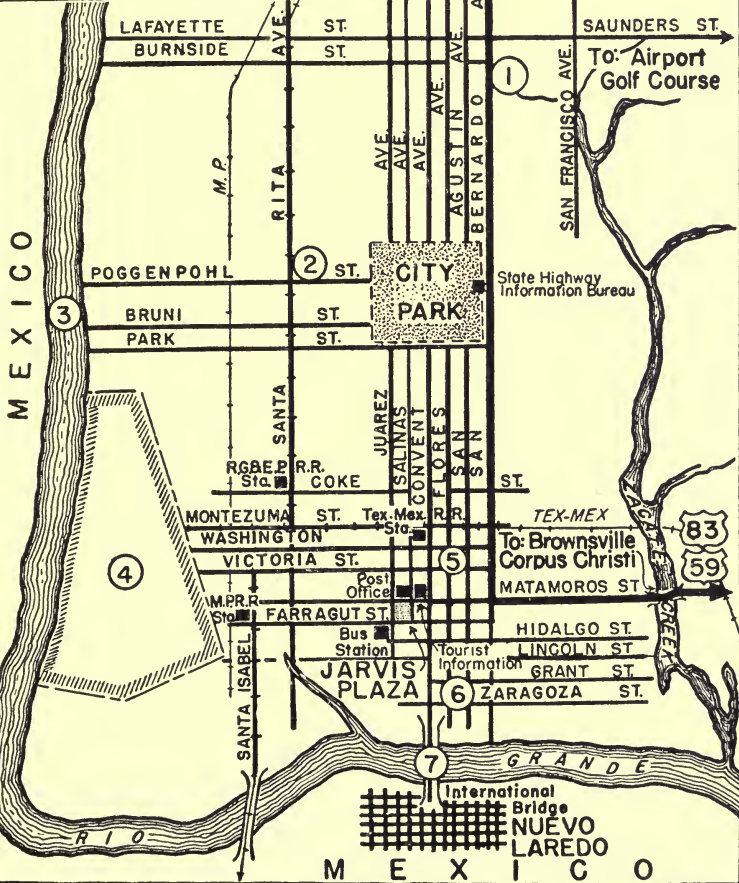 LAFAYETTE ST.
SAUNDERS ST.
BURNSIDE ST.
To: Airport
Golf Course
1
SAN FRANCISCO AVE.
M.P.
SANTA RITA AVE.
AVE.
AVE.
AVE.
AVE.
AVE.
A
JUAREZ
SALINAS
CONVENT
FLORES
SAN AGUSTIN
SAN BERNARDO
POGGENPOHL ST.
2
CITY
PARK
State Highway
Information Bureau
MEXICO
3
BRUNI ST.
PARK ST.
R.G.&E.P. R.R.
Sta.
COKE ST.
MONTEZUMA ST.
Tex.-Mex. R.R.
Sta.
TEX-MEX
83
59
WASHINGTON
To: Brownsville
Corpus Christi
VICTORIA ST.
4
5
Post
Office
MATAMOROS ST
M.P.R.R.
Sta.
FARRAGUT ST.
ZACATE CREEK
Bus
Station
HIDALGO ST.
Tourist
Information
LINCOLN ST.
JARVIS
PLAZA
GRANT ST.
6
ZARAGOZA ST.
SANTA ISABEL
7
RIO GRANDE
International
Bridge
NUEVO
LAREDO
MEXICO